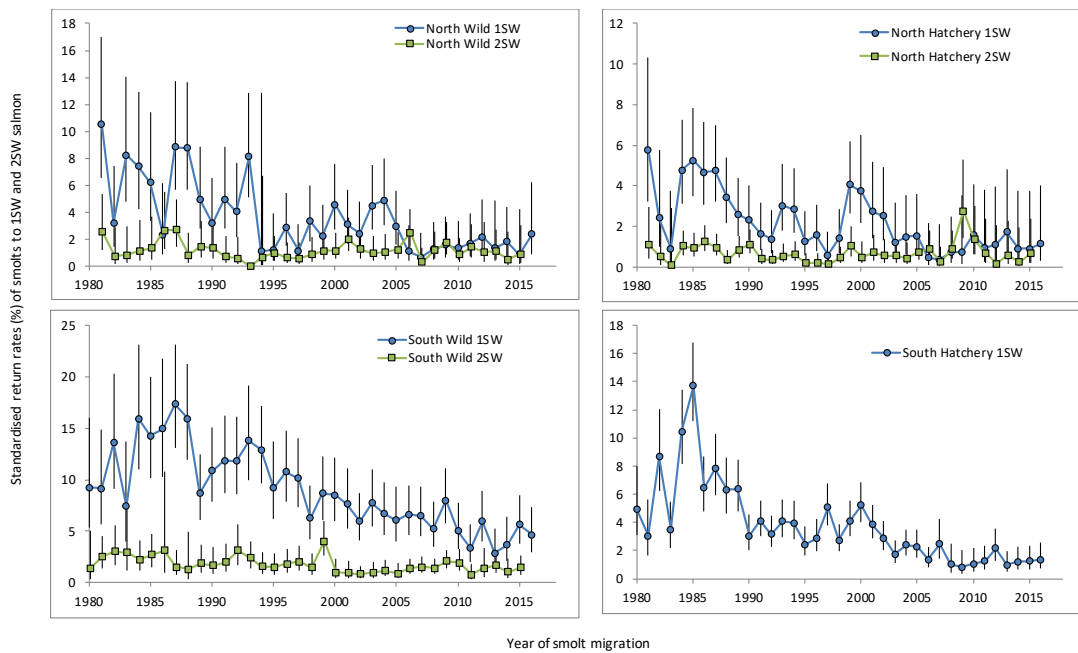 Standardised return rates (%) of smolts to 1SW and 2SW salmon
18
16
14
12
10
8
6
4
2
0
North Wild 1SW
North Wild 2SW
1980 1985 1990 1995 2000 2005 2010 2015
12
10
8
6
4
2
0
North Hatchery 1SW
North Hatchery 2SW
1980 1985 1990 1995 2000 2005 2010 2015
25
20
15
10
5
0
South Wild 1SW
South Wild 2SW
1980 1985 1990 1995 2000 2005 2010 2015
18
16
14
12
10
8
6
4
2
0
South Hatchery 1SW
1980 1985 1990 1995 2000 2005 2010 2015
Year of smolt migration